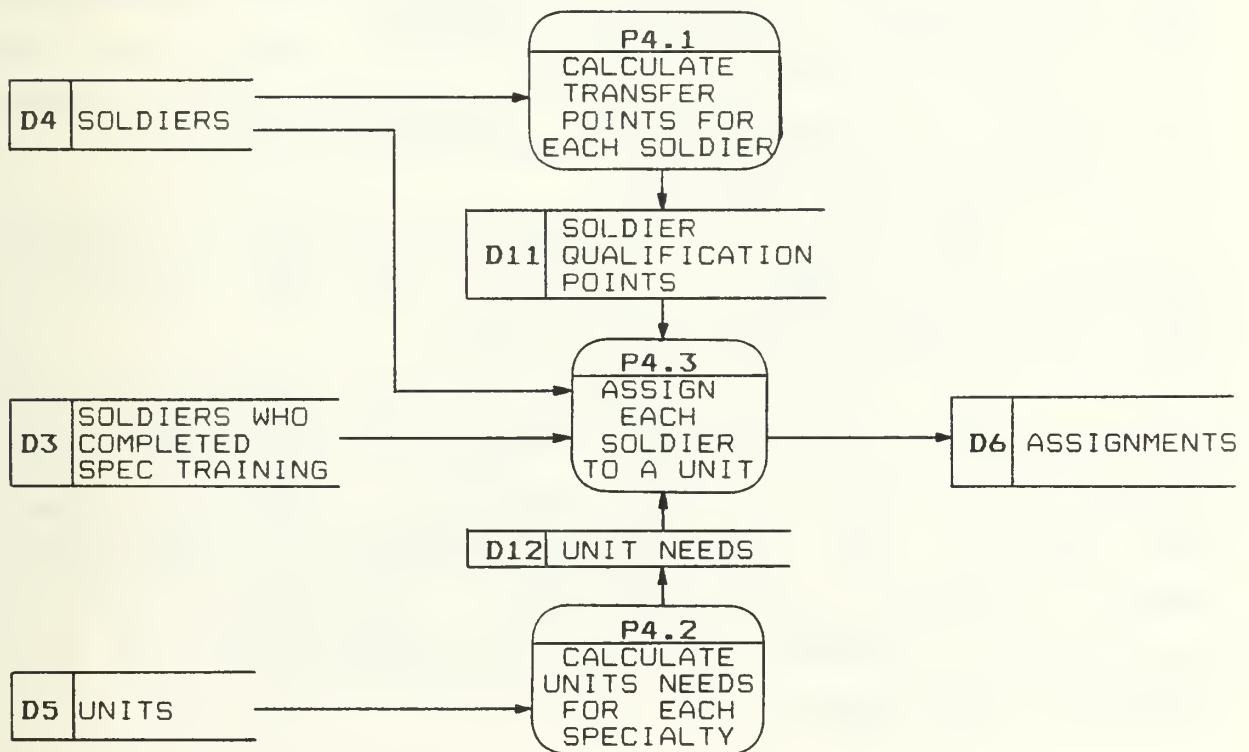 P4.1
CALCULATE
TRANSFER
POINTS FOR
EACH SOLDIER
D4 SOLDIERS
D11
SOLDIER
QUALIFICATION
POINTS
P4.3
ASSIGN
EACH
SOLDIER
TO A UNIT
D3
SOLDIERS WHO
COMPLETED
SPEC TRAINING
D6 ASSIGNMENTS
D12 UNIT NEEDS
P4.2
CALCULATE
UNITS NEEDS
FOR EACH
SPECIALTY
D5 UNITS